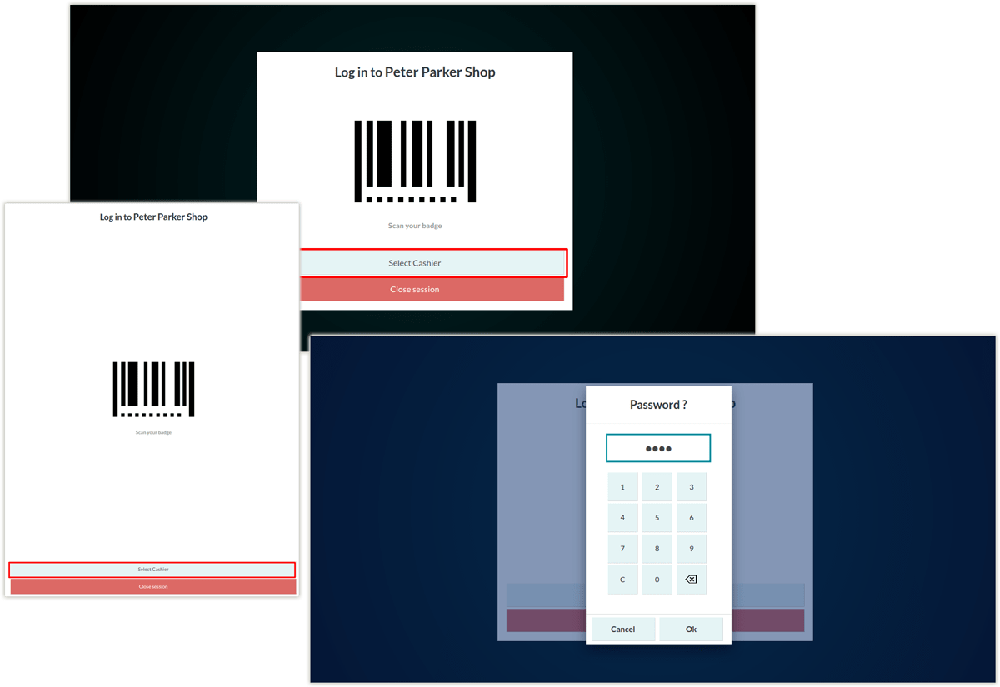 Log in to Peter Parker Shop
Scan your badge
Select Cashier
Close session
Log in to Peter Parker Shop
Scan your badge
Select Cashier
Close session
Lo
p
Password ?
••••
1 2 3
4 5 6
7 8 9
C 0
Cancel Ok